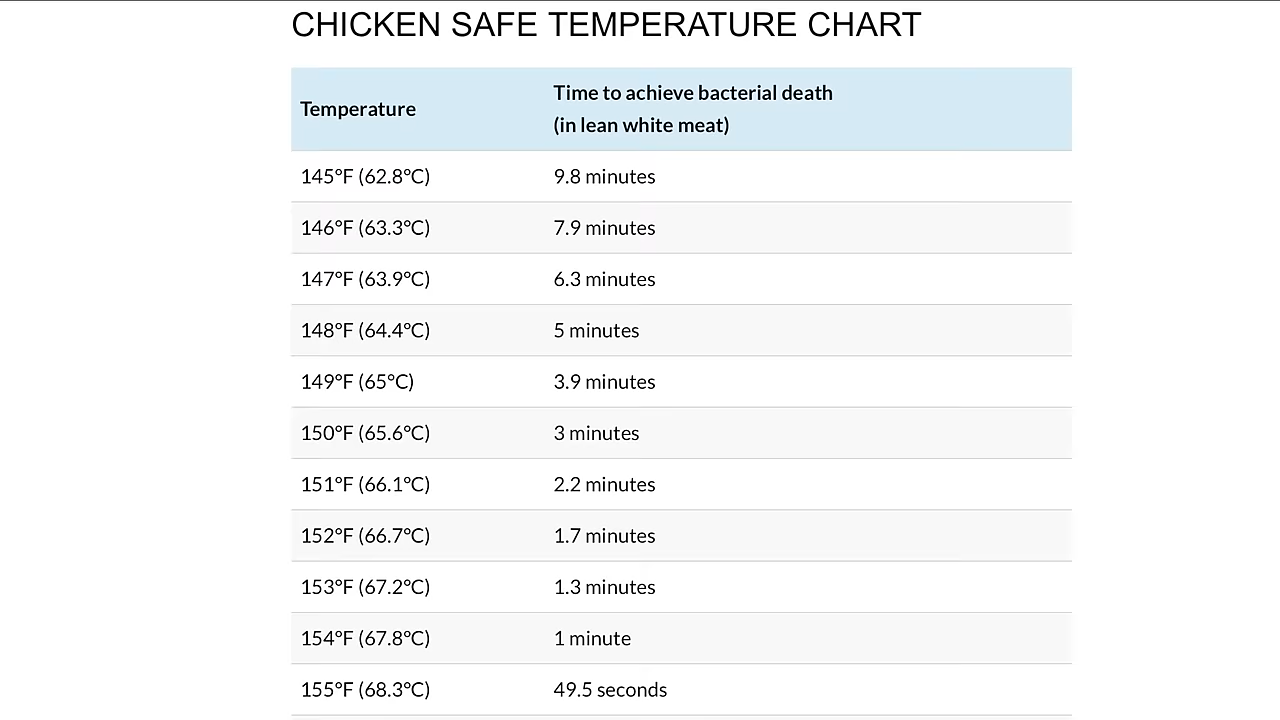 CHICKEN SAFE TEMPERATURE CHART
Temperature
Time to achieve bacterial death
(in lean white meat)
145°F (62.8°C) 9.8 minutes
146°F (63.3°C) 7.9 minutes
147°F (63.9°C) 6.3 minutes
148°F (64.4°C) 5 minutes
149°F (65°C) 3.9 minutes
150°F (65.6°C) 3 minutes
151°F (66.1°C) 2.2 minutes
152°F (66.7°C) 1.7 minutes
153°F (67.2°C) 1.3 minutes
154°F (67.8°C) 1 minute
155°F (68.3°C) 49.5 seconds